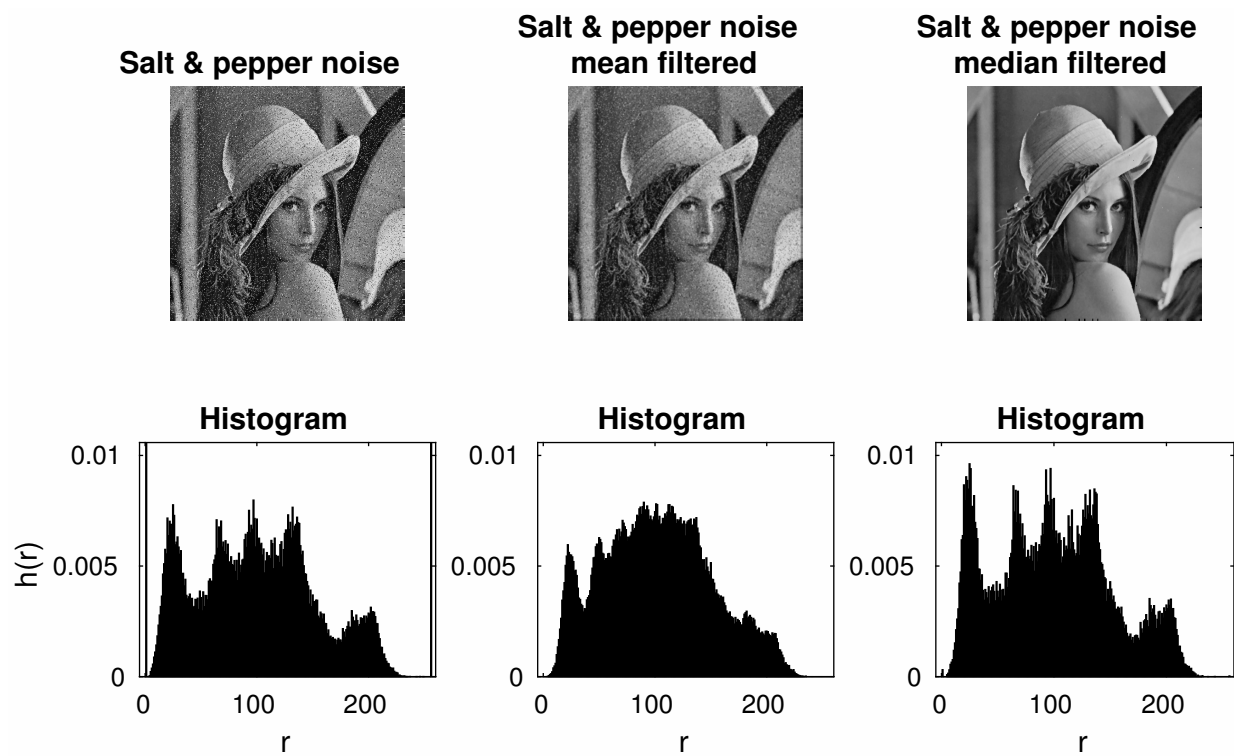 Salt & pepper noise
Salt & pepper noise
mean filtered
Salt & pepper noise
median filtered
Histogram
0.01
0.005
0
h(r)
0
100
200
r
Histogram
0.01
0.005
0
0
100
200
r
Histogram
0.01
0.005
0
0
100
200
r